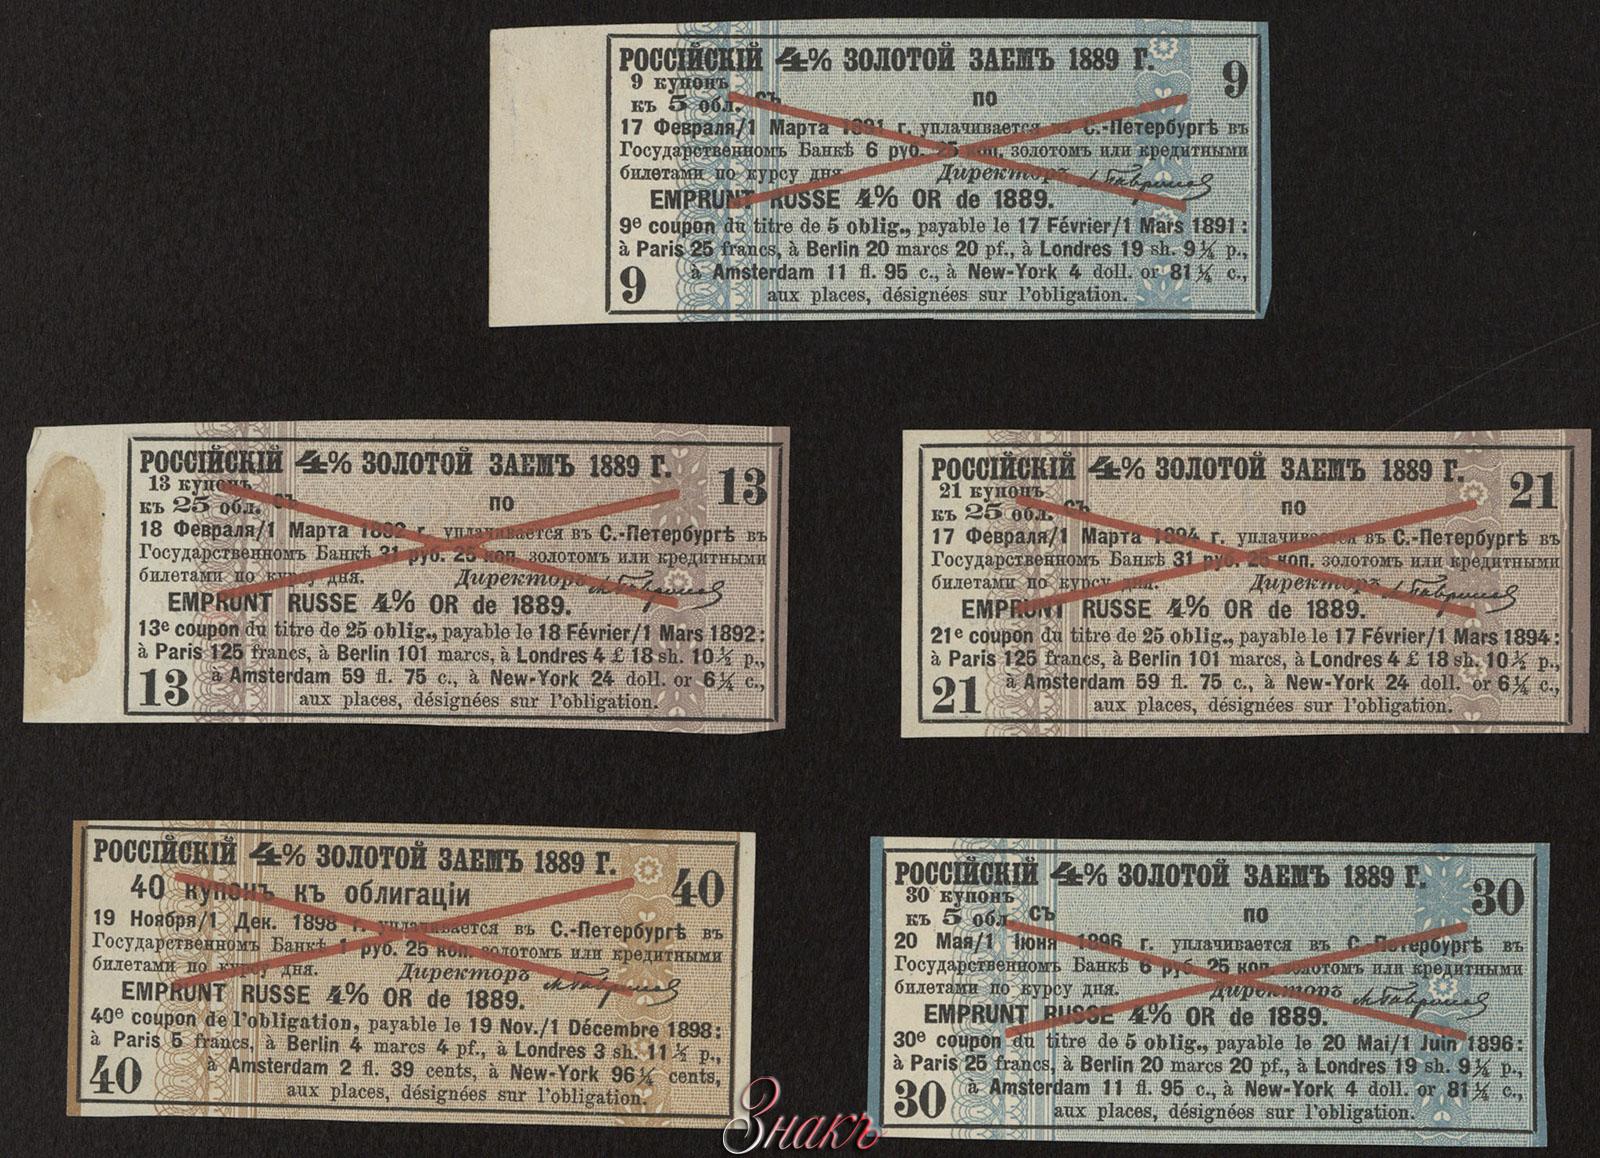 РОССІЙСКІЙ 4% ЗОЛОТОЙ ЗАЕМЪ 1889 Г.
9
9 купонъ
къ 5 обл. Съ по
17 Февраля/1 Марта 1891 г. уплачивается въ С.-Петербургѣ въ
Государственномъ Банкѣ 6 руб. 25 коп. золотомъ или кредитными
билетами по курсу дня. Директоръ
EMPRUNT RUSSE 4% OR de 1889.
9e coupon du titre de 5 oblig., payable le 17 Février/1 Mars 1891:
à Paris 25 francs, à Berlin 20 marcs 20 pf., à Londres 19 sh. 9¼ p.,
à Amsterdam 11 fl. 95 c., à New-York 4 doll. or 81¼ c.,
9
aux places, désignées sur l'obligation.
РОССІЙСКІЙ 4% ЗОЛОТОЙ ЗАЕМЪ 1889 Г.
13
13 купонъ
къ 25 обл. Съ по
18 Февраля/1 Марта 1892 г. уплачивается въ С.-Петербургѣ въ
Государственномъ Банкѣ 31 руб. 25 коп. золотомъ или кредитными
билетами по курсу дня. Директоръ
EMPRUNT RUSSE 4% OR de 1889.
13e coupon du titre de 25 oblig., payable le 18 Février/1 Mars 1892:
à Paris 125 francs, à Berlin 101 marcs, à Londres 4 £ 18 sh. 10½ p.,
13
à Amsterdam 59 fl. 75 c., à New-York 24 doll. or 6¼ c.,
aux places, désignées sur l'obligation.
РОССІЙСКІЙ 4% ЗОЛОТОЙ ЗАЕМЪ 1889 Г.
21
21 купонъ
къ 25 обл. Съ по
17 Февраля/1 Марта 1894 г. уплачивается въ С.-Петербургѣ въ
Государственномъ Банкѣ 31 руб. 25 коп. золотомъ или кредитными
билетами по курсу дня. Директоръ
EMPRUNT RUSSE 4% OR de 1889.
21e coupon du titre de 25 oblig., payable le 17 Février/1 Mars 1894:
à Paris 125 francs, à Berlin 101 marcs, à Londres 4 £ 18 sh. 10½ p.,
21
à Amsterdam 59 fl. 75 c., à New-York 24 doll. or 6¼ c.,
aux places, désignées sur l'obligation.
РОССІЙСКІЙ 4% ЗОЛОТОЙ ЗАЕМЪ 1889 Г.
40 купонъ къ облигаціи
40
19 Ноября/1 Дек. 1898 г. уплачивается въ С.-Петербургѣ въ
Государственномъ Банкѣ 1 руб. 25 коп. золотомъ или кредитными
билетами по курсу дня. Директоръ
EMPRUNT RUSSE 4% OR de 1889.
40e coupon de l'obligation, payable le 19 Nov./1 Décembre 1898:
à Paris 5 francs, à Berlin 4 marcs 4 pf., à Londres 3 sh. 11½ p.,
40
à Amsterdam 2 fl. 39 cents, à New-York 96¼ cents,
aux places, désignées sur l'obligation.
РОССІЙСКІЙ 4% ЗОЛОТОЙ ЗАЕМЪ 1889 Г.
30
30 купонъ
къ 5 обл. Съ по
20 Мая/1 Іюня 1896 г. уплачивается въ С.-Петербургѣ въ
Государственномъ Банкѣ 6 руб. 25 коп. золотомъ или кредитными
билетами по курсу дня. Директоръ
EMPRUNT RUSSE 4% OR de 1889.
30e coupon du titre de 5 oblig., payable le 20 Mai/1 Juin 1896:
à Paris 25 francs, à Berlin 20 marcs 20 pf., à Londres 19 sh. 9¼ p.,
30
à Amsterdam 11 fl. 95 c., à New-York 4 doll. or 81¼ c.,
aux places, désignées sur l'obligation.
Знакъ